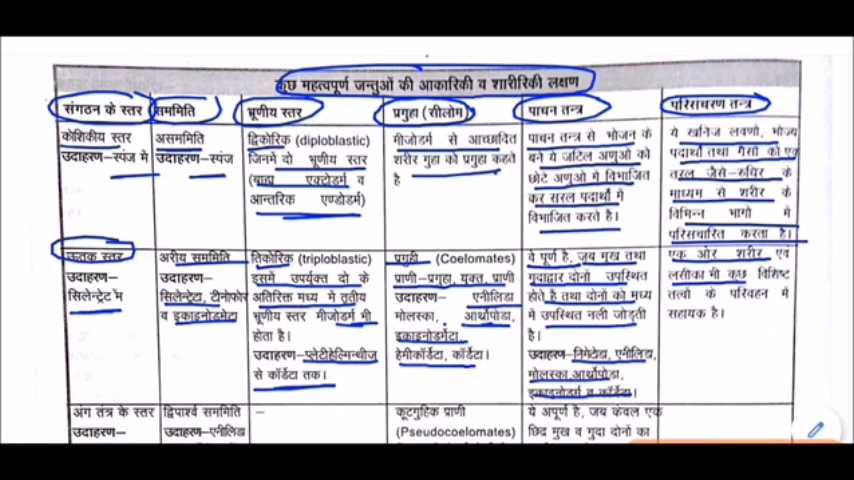 कुछ महत्वपूर्ण जन्तुओं की आकारिकी व शारीरिकी लक्षण
संगठन के स्तर
सममिति
भ्रूणीय स्तर
प्रगुहा (सीलोम)
पाचन तन्त्र
परिसंचरण तन्त्र
कोशिकीय स्तर
उदाहरण–स्पंज में
असममिति
उदाहरण–स्पंज
द्विकोरिक (diploblastic)
जिनमें दो भ्रूणीय स्तर
(बाह्य एक्टोडर्म व
आन्तरिक एण्डोडर्म)
मीजोडर्म से आच्छादित
शरीर गुहा को प्रगुहा कहते
है
पाचन तन्त्र से भोजन के
बने ये जटिल अणुओं को
छोटे अणुओं में विभाजित
कर सरल पदार्थों में
विभाजित करते है।
ये खनिज लवणों, भोज्य
पदार्थों तथा गैसों को एक
तरल जैसे–रुधिर के
माध्यम से शरीर के
विभिन्न भागों में
परिसंचारित करता है।
ऊतक स्तर
उदाहरण–
सिलेन्ट्रेट में
अरीय सममिति
उदाहरण–
सिलेन्ट्रेटा, टीनोफोर
व इकाइनोडर्मेटा
त्रिकोरिक (triploblastic)
इसमें उपर्युक्त दो के
अतिरिक्त मध्य में तृतीय
भ्रूणीय स्तर मीजोडर्म भी
होता है।
उदाहरण–प्लेटीहेल्मिन्थीज
से कॉर्डेटा तक।
प्रगुही (Coelomates)
प्राणी–प्रगुहा, युक्त, प्राणी
उदाहरण– एनीलिडा
मोलस्का, आर्थ्रोपोडा,
इकाइनोडर्मेटा,
हेमीकॉर्डेटा, कॉर्डेटा।
ये पूर्ण है, जब मुख तथा
गुदाद्वार दोनों उपस्थित
होते है तथा दोनों को मध्य
में उपस्थित नली जोड़ती
है।
उदाहरण–निमेटोडा, एनीलिडा,
मोलस्का आर्थ्रोपोडा,
इकाइनोडर्मा व कॉर्डेटा।
एक ओर शरीर एवं
लसीका भी कुछ विशिष्ट
तत्वों के परिवहन में
सहायक है।
अंग तंत्र के स्तर
उदाहरण–
द्विपार्श्व सममिति
उदाहरण–एनीलिडा
–
कूटगुहिक प्राणी
(Pseudocoelomates)
ये अपूर्ण है, जब केवल एक
छिद्र मुख व गुदा दोनों का